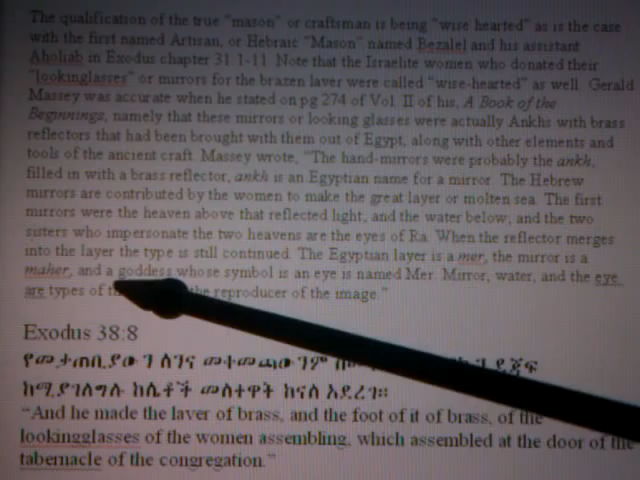 The qualification of the true "mason" or craftsman is being "wise hearted" as is the case
with the first named Artisan, or Hebraic "Mason" named Bezalel and his assistant
Aholiab in Exodus chapter 31 1-11. Note that the Israelite women who donated their
"lookinglasses" or mirrors for the brazen layer were called "wise-hearted" as well. Gerald
Massey was accurate when he stated on pg 274 of Vol. II of his, A Book of the
Beginnings, namely that these mirrors or looking glasses were actually Ankhs with brass
reflectors that had been brought with them out of Egypt, along with other elements and
tools of the ancient craft. Massey wrote, "The hand-mirrors were probably the ankh,
filled in with a brass reflector, ankh is an Egyptian name for a mirror. The Hebrew
mirrors are contributed by the women to make the great layer or molten sea. The first
mirrors were the heaven above that reflected light, and the water below, and the two
sisters who impersonate the two heavens are the eyes of Ra. When the reflector merges
into the layer the type is still continued. The Egyptian layer is a mer, the mirror is a
maher, and a goddess whose symbol is an eye is named Mer. Mirror, water, and the eye,
are types of the reproducer of the image."
Exodus 38:8
የመታጠቢያውን ሰንና መቀመጫውንም
ከሚያገለግሉ ከሴቶች መስተዋት ከናስ አደረገ።
"And he made the laver of brass, and the foot of it of brass, of the
lookingglasses of the women assembling, which assembled at the door of the
tabernacle of the congregation."